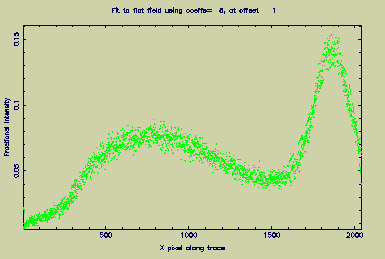 Fit to flat field using coeffs= 6, at offset 1
0.15
0.1
0.05
Fractional Intensity
500
1000
1500
2000
X pixel along trace